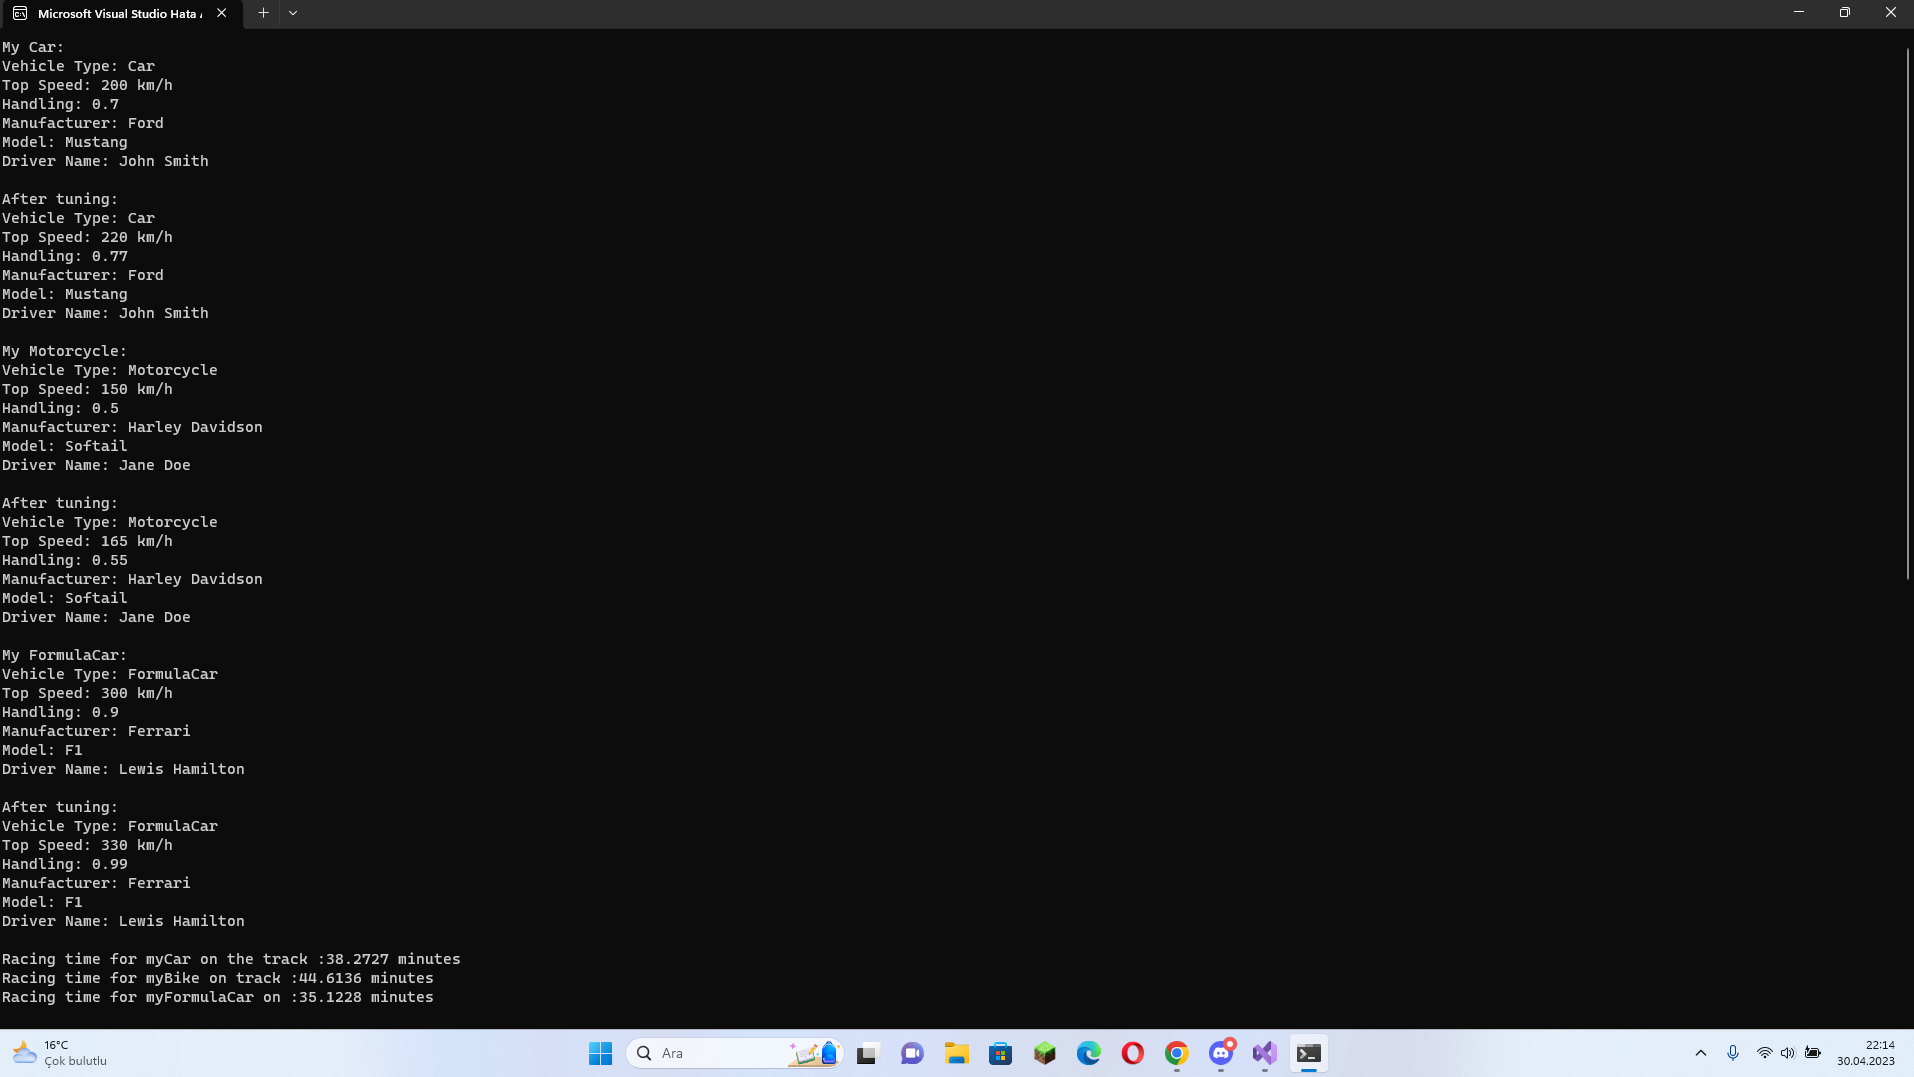 Microsoft Visual Studio Hata A
My Car:
Vehicle Type: Car
Top Speed: 200 km/h
Handling: 0.7
Manufacturer: Ford
Model: Mustang
Driver Name: John Smith
After tuning:
Vehicle Type: Car
Top Speed: 220 km/h
Handling: 0.77
Manufacturer: Ford
Model: Mustang
Driver Name: John Smith
My Motorcycle:
Vehicle Type: Motorcycle
Top Speed: 150 km/h
Handling: 0.5
Manufacturer: Harley Davidson
Model: Softail
Driver Name: Jane Doe
After tuning:
Vehicle Type: Motorcycle
Top Speed: 165 km/h
Handling: 0.55
Manufacturer: Harley Davidson
Model: Softail
Driver Name: Jane Doe
My FormulaCar:
Vehicle Type: FormulaCar
Top Speed: 300 km/h
Handling: 0.9
Manufacturer: Ferrari
Model: F1
Driver Name: Lewis Hamilton
After tuning:
Vehicle Type: FormulaCar
Top Speed: 330 km/h
Handling: 0.99
Manufacturer: Ferrari
Model: F1
Driver Name: Lewis Hamilton
Racing time for myCar on the track :38.2727 minutes
Racing time for myBike on track :44.6136 minutes
Racing time for myFormulaCar on :35.1228 minutes
16°C
Çok bulutlu
Ara
22:14
30.04.2023